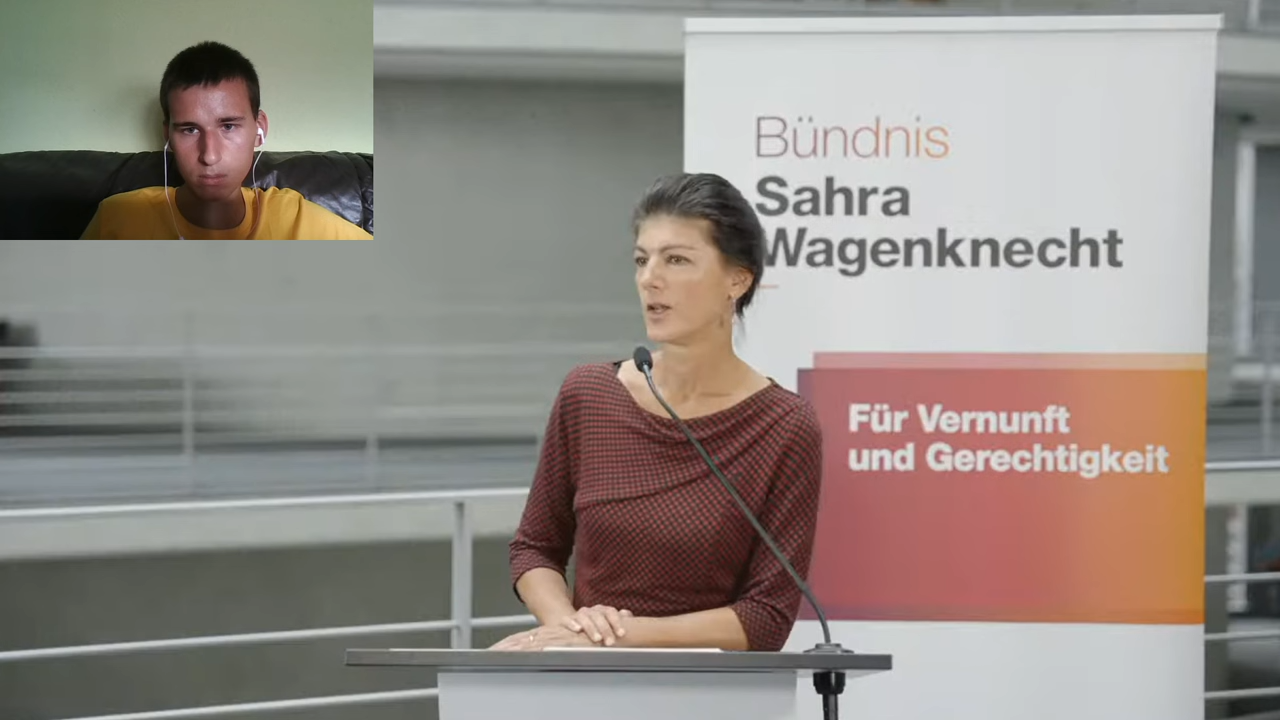 Bündnis
Sahra
Wagenknecht
Für Vernunft
und Gerechtigkeit